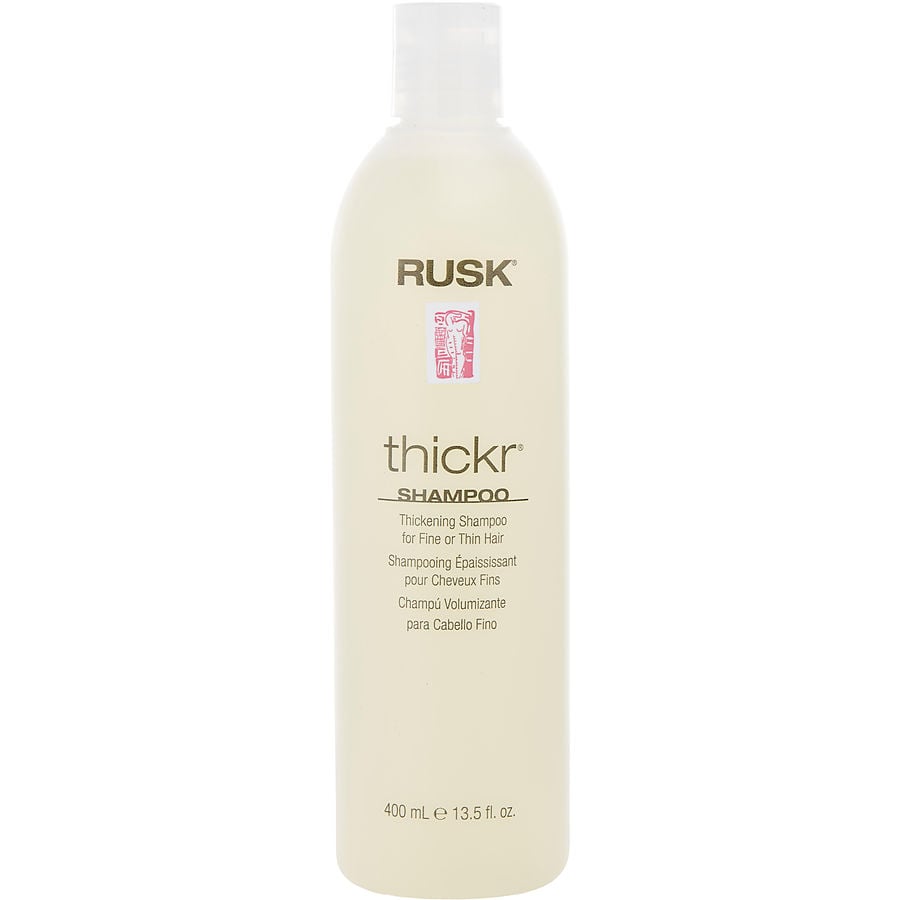 RUSK®
thickr®
SHAMPOO
Thickening Shampoo
for Fine or Thin Hair
Shampooing Épaississant
pour Cheveux Fins
Champú Volumizante
para Cabello Fino
400 mL ℮ 13.5 fl. oz.